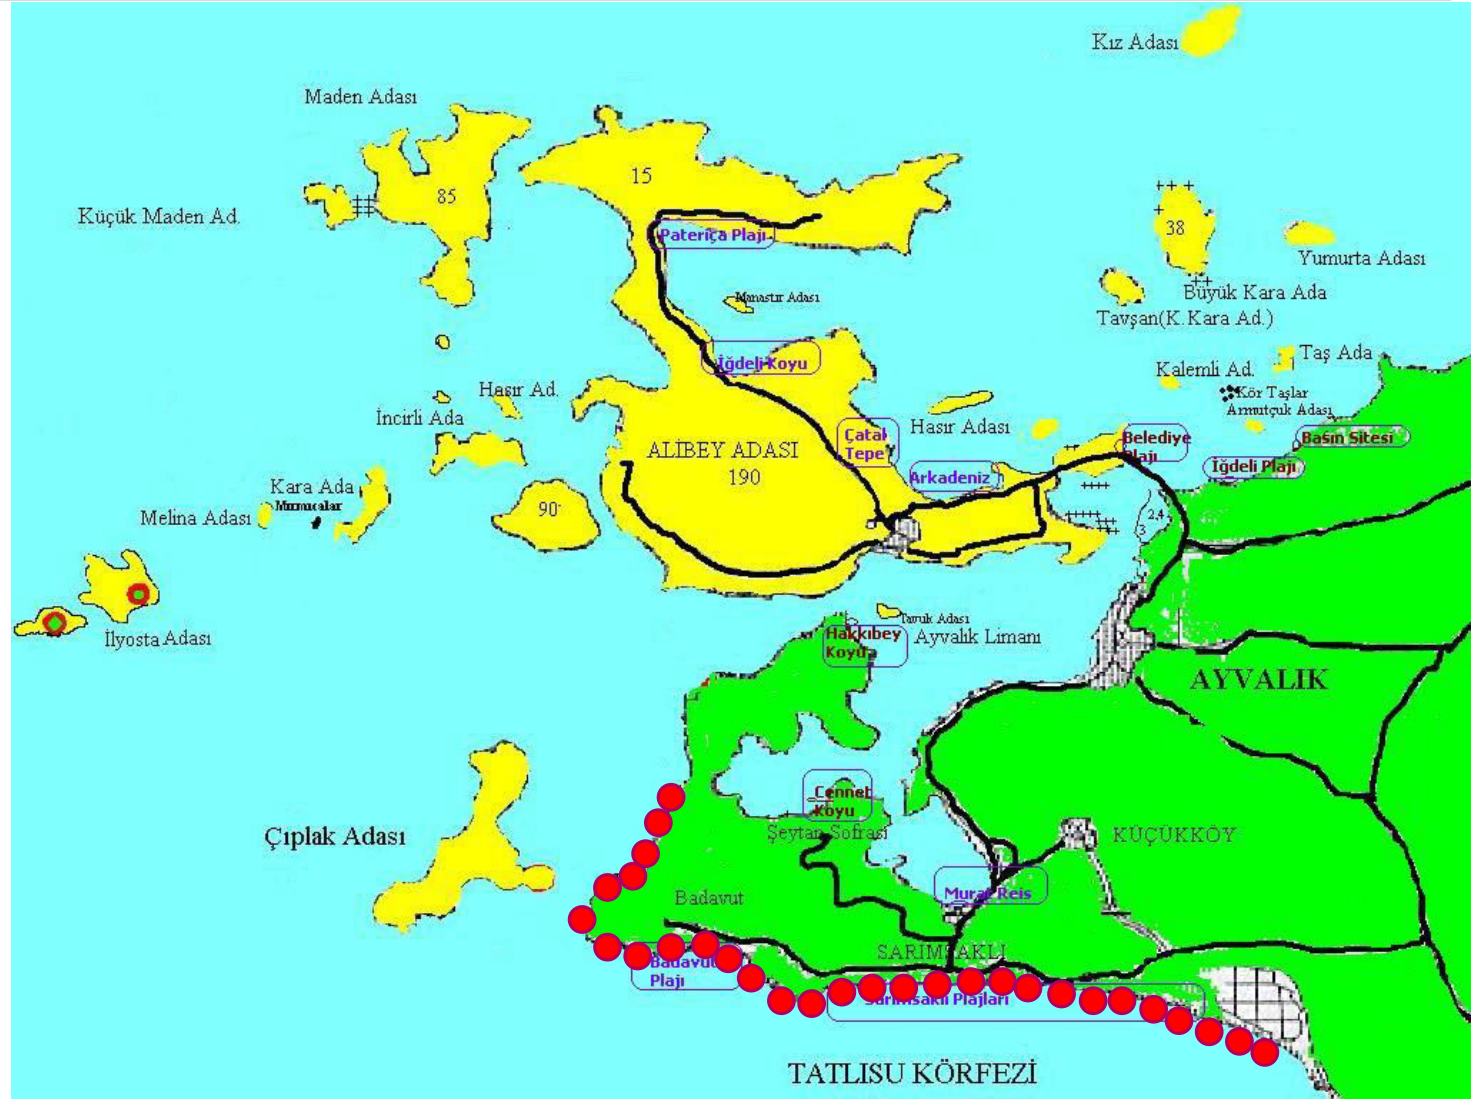 Kız Adası
Maden Adası
15
85
Küçük Maden Ad.
38
Pateriça Plajı
Yumurta Adası
Manastır Adası
Büyük Kara Ada
Tavşan(K.Kara Ad.)
İğdeli Koyu
Taş Ada
Kalemli Ad.
Hasır Ad.
Kör Taşlar
Armutçuk Adası
İncirli Ada
Hasır Adası
Çatal
Tepe
Belediye
Plajı
Basın Sitesi
ALİBEY ADASI
190
İğdeli Plajı
Arkadeniz
Kara Ada
Melina Adası
90
2,4
3
Tavuk Adası
İlyosta Adası
Hakkıbey
Koyu
Ayvalık Limanı
AYVALIK
Cennet
Koyu
Şeytan Sofrası
Çıplak Adası
KÜÇÜKKÖY
Murat Reis
Badavut
SARIMSAKLI
Badavut
Plajı
Sarımsaklı Plajları
TATLISU KÖRFEZİ